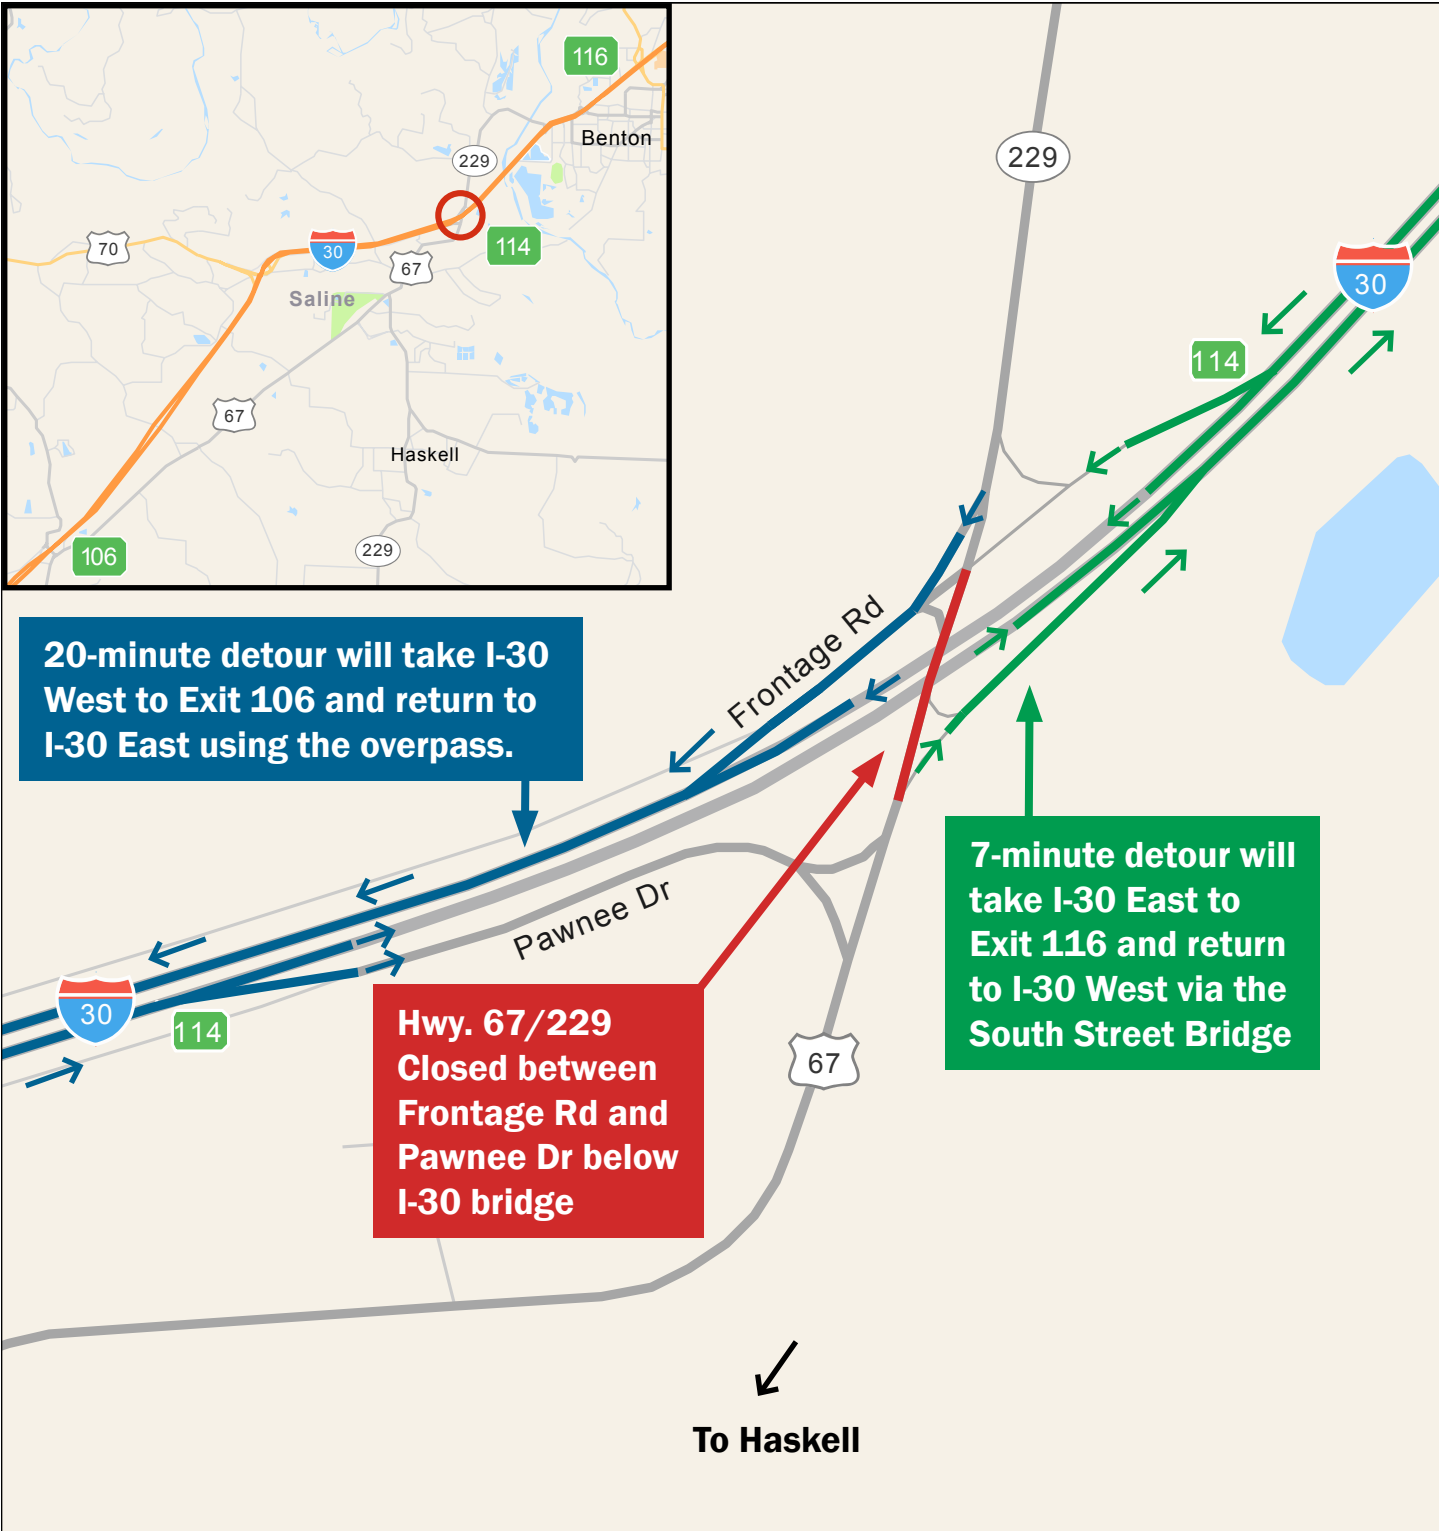 116
Benton
229
70
30
114
67
Saline
67
Haskell
229
106
229
30
114
20-minute detour will take I-30
West to Exit 106 and return to
I-30 East using the overpass.
Frontage Rd
Pawnee Dr
7-minute detour will
take I-30 East to
Exit 116 and return
to I-30 West via the
South Street Bridge
30
114
Hwy. 67/229
Closed between
Frontage Rd and
Pawnee Dr below
I-30 bridge
67
To Haskell